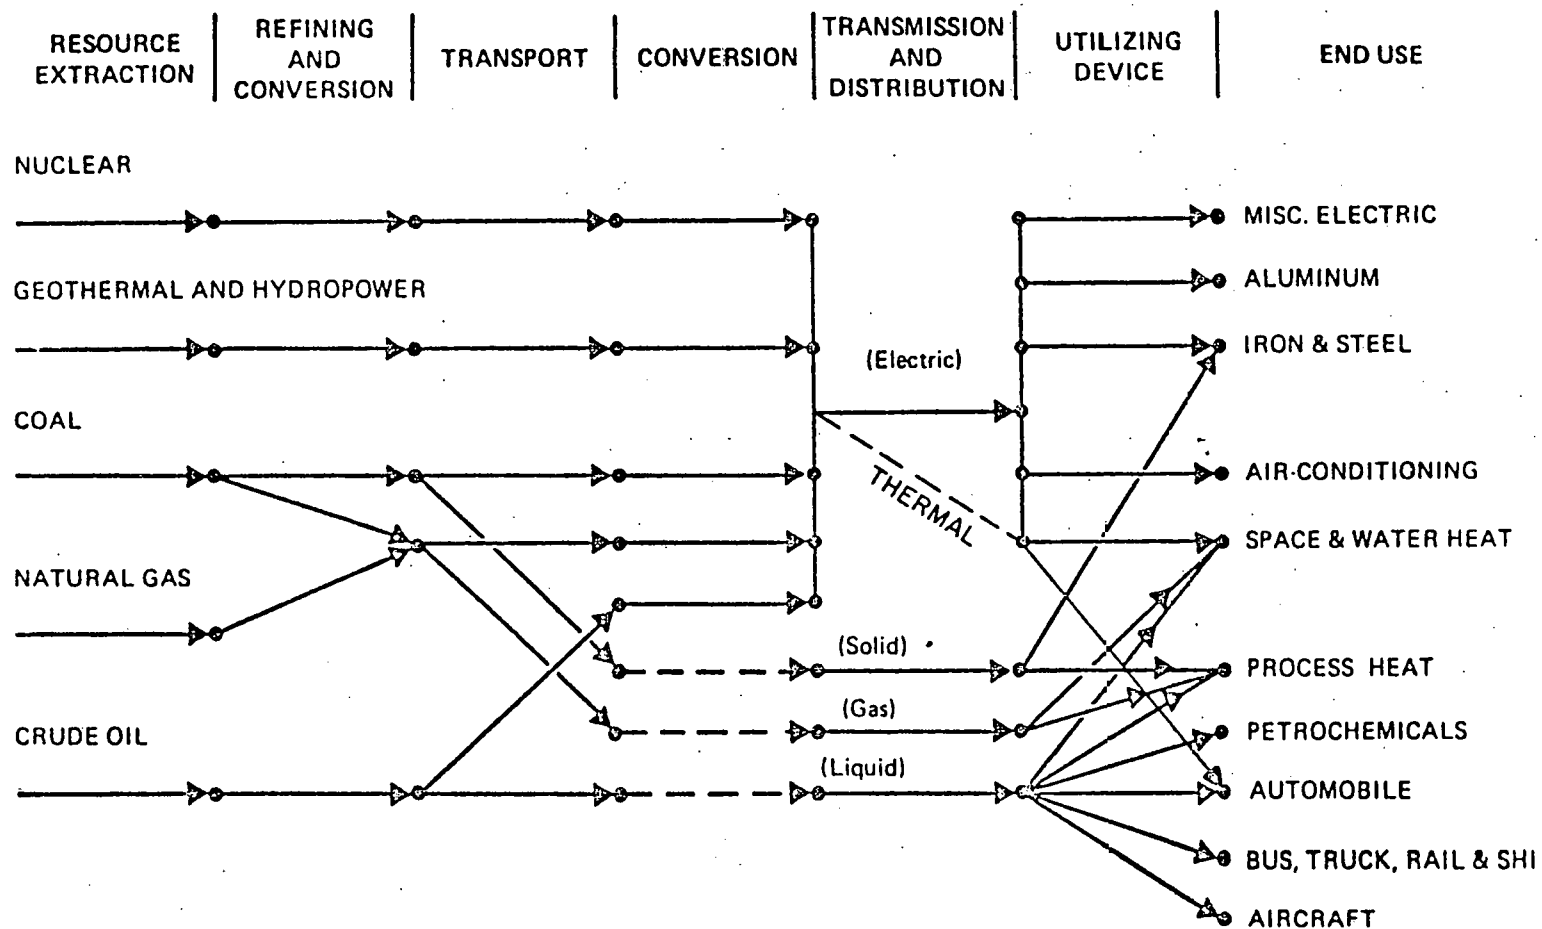 RESOURCE
EXTRACTION
REFINING
AND
CONVERSION
TRANSPORT
CONVERSION
TRANSMISSION
AND
DISTRIBUTION
UTILIZING
DEVICE
END USE
NUCLEAR
GEOTHERMAL AND HYDROPOWER
COAL
NATURAL GAS
CRUDE OIL
(Electric)
THERMAL
(Solid)
(Gas)
(Liquid)
MISC. ELECTRIC
ALUMINUM
IRON & STEEL
AIR-CONDITIONING
SPACE & WATER HEAT
PROCESS HEAT
PETROCHEMICALS
AUTOMOBILE
BUS, TRUCK, RAIL & SHI
AIRCRAFT